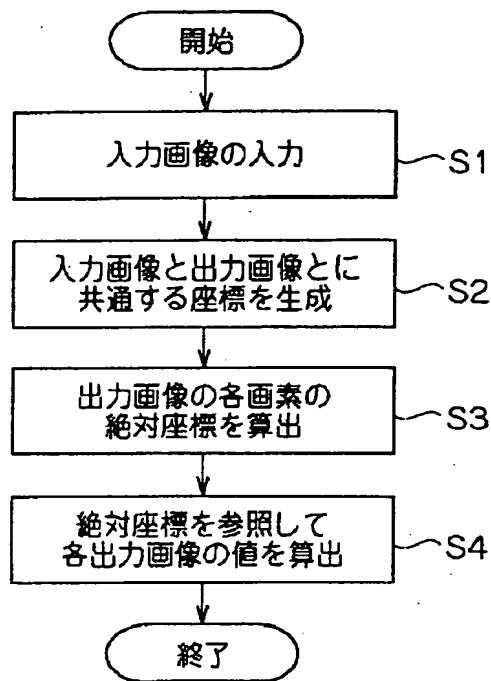 開始
入力画像の入力
S1
入力画像と出力画像とに
共通する座標を生成
S2
出力画像の各画素の
絶対座標を算出
S3
絶対座標を参照して
各出力画像の値を算出
S4
終了